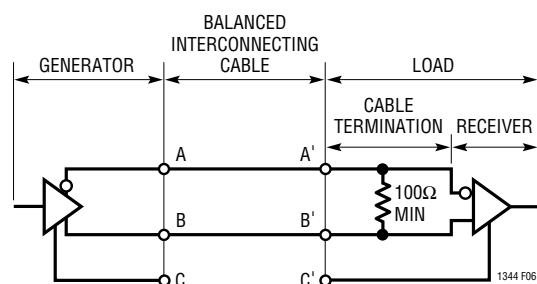 BALANCED
INTERCONNECTING
GENERATOR CABLE LOAD
CABLE
TERMINATION RECEIVER
A A'
100Ω
MIN
B B'
C C'
1344 F06